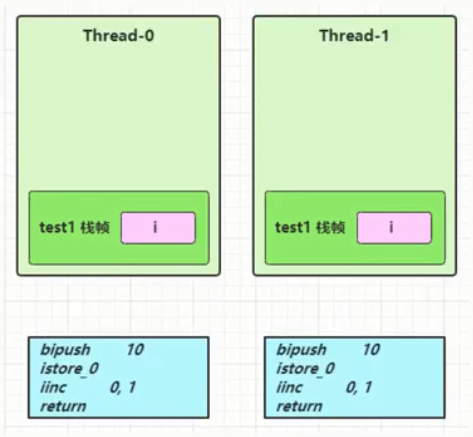 Thread-0
test1 栈帧 i
bipush 10
istore_0
iinc 0, 1
return
Thread-1
test1 栈帧 i
bipush 10
istore_0
iinc 0, 1
return